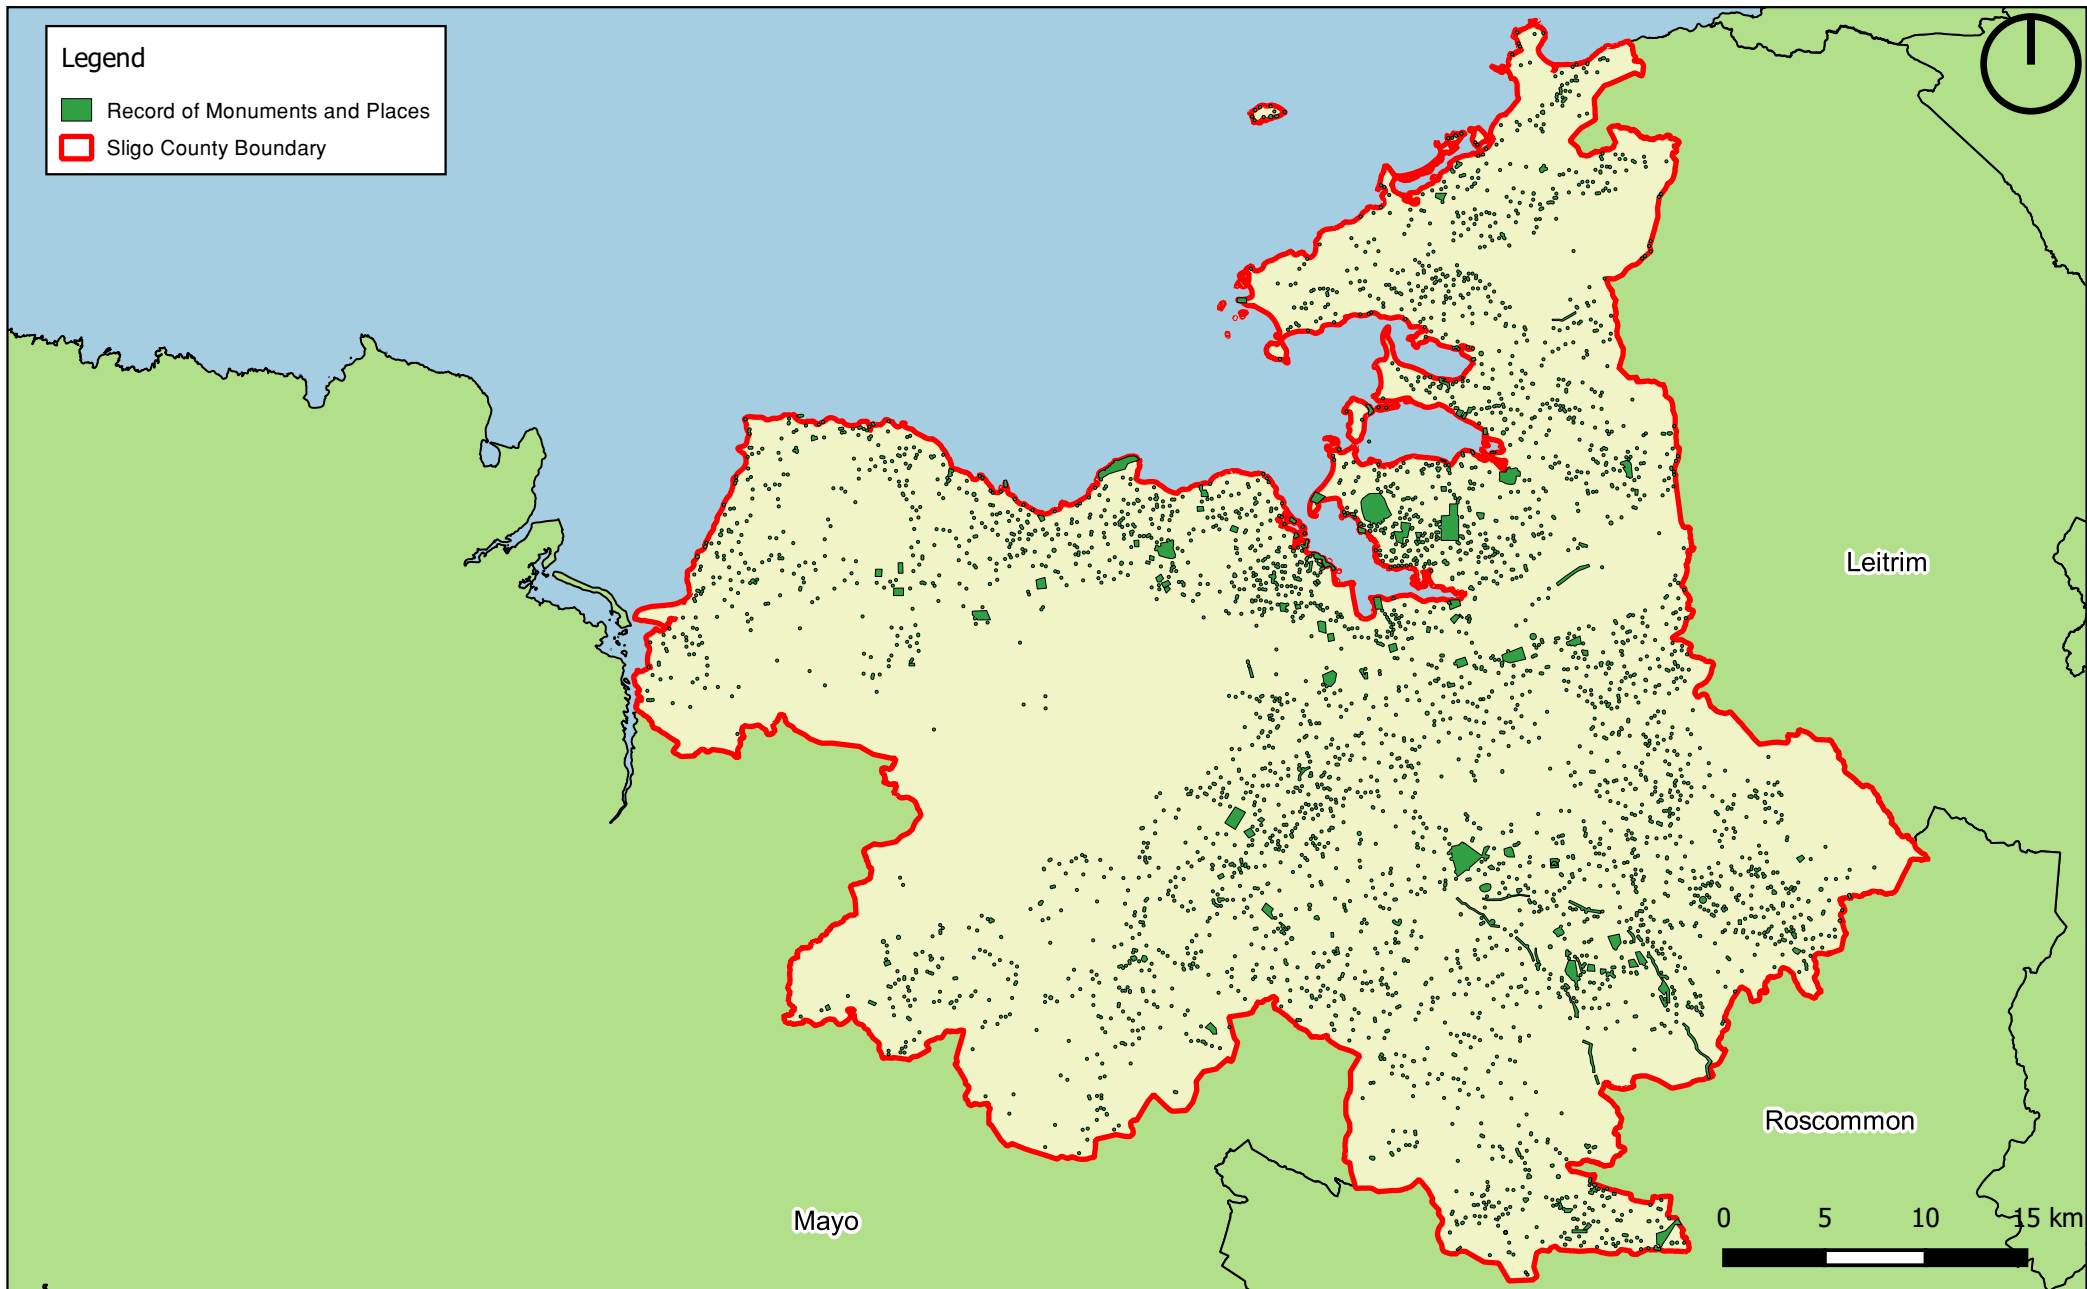 Legend
Record of Monuments and Places
Sligo County Boundary
Leitrim
Roscommon
Mayo
0 5 10 15 km